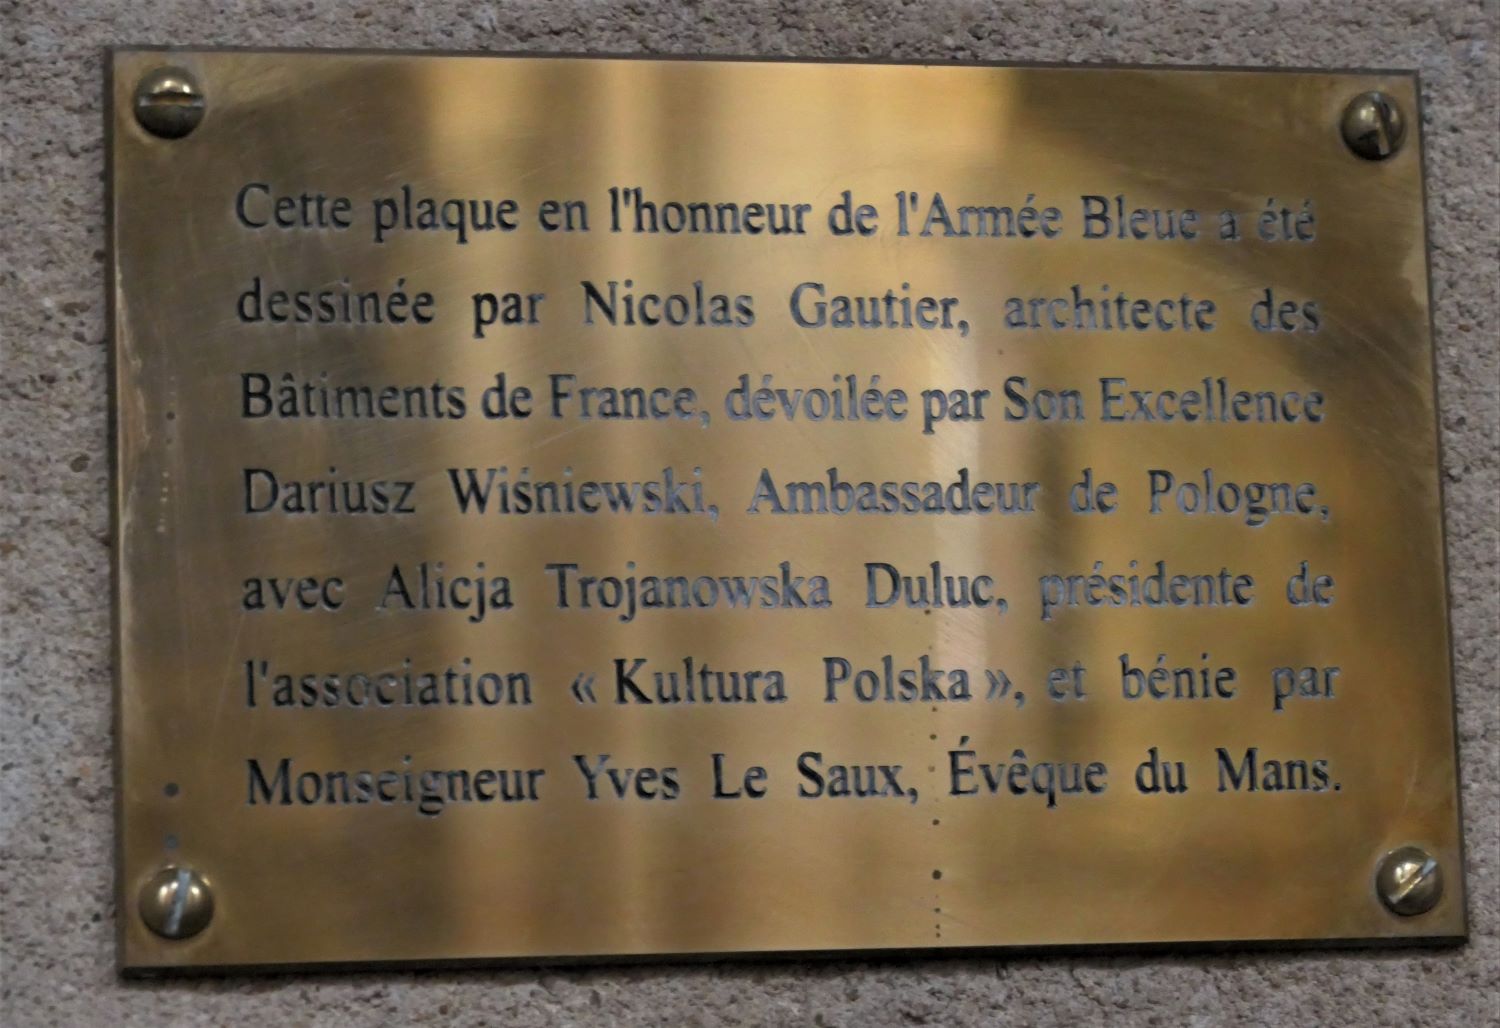 Cette plaque en l'honneur de l'Armée Bleue a été
dessinée par Nicolas Gautier, architecte des
Bâtiments de France, dévoilée par Son Excellence
Dariusz Wiśniewski, Ambassadeur de Pologne,
avec Alicja Trojanowska Duluc, présidente de
l'association « Kultura Polska », et bénie par
Monseigneur Yves Le Saux, Évêque du Mans.